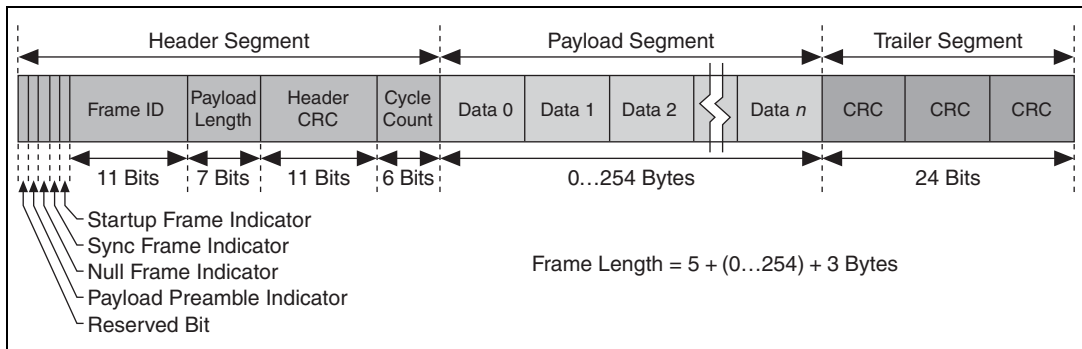 Header Segment Payload Segment Trailer Segment
Frame ID Payload Length Header CRC Cycle Count Data 0 Data 1 Data 2 Data n CRC CRC CRC
11 Bits 7 Bits 11 Bits 6 Bits 0…254 Bytes 24 Bits
Startup Frame Indicator
Sync Frame Indicator
Null Frame Indicator
Payload Preamble Indicator
Reserved Bit
Frame Length = 5 + (0…254) + 3 Bytes